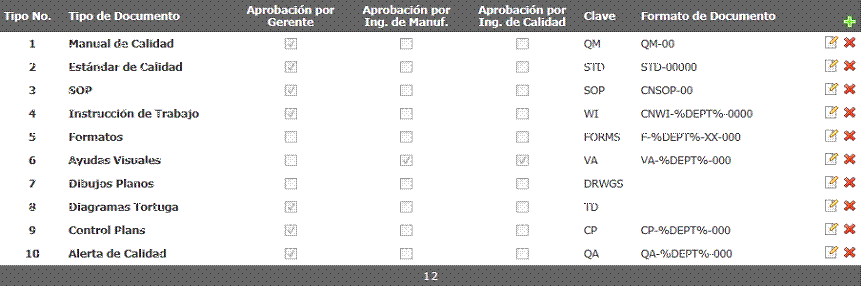 Tipo No. Tipo de Documento Aprobación por Gerente Aprobación por Ing. de Manuf. Aprobación por Ing. de Calidad Clave Formato de Documento
1 Manual de Calidad QM QM-00
2 Estándar de Calidad STD STD-00000
3 SOP SOP CNSOP-00
4 Instrucción de Trabajo WI CNWI-%DEPT%-0000
5 Formatos FORMS F-%DEPT%-XX-000
6 Ayudas Visuales VA VA-%DEPT%-000
7 Dibujos Planos DRWGS
8 Diagramas Tortuga TD
9 Control Plans CP CP-%DEPT%-000
10 Alerta de Calidad QA QA-%DEPT%-000
12